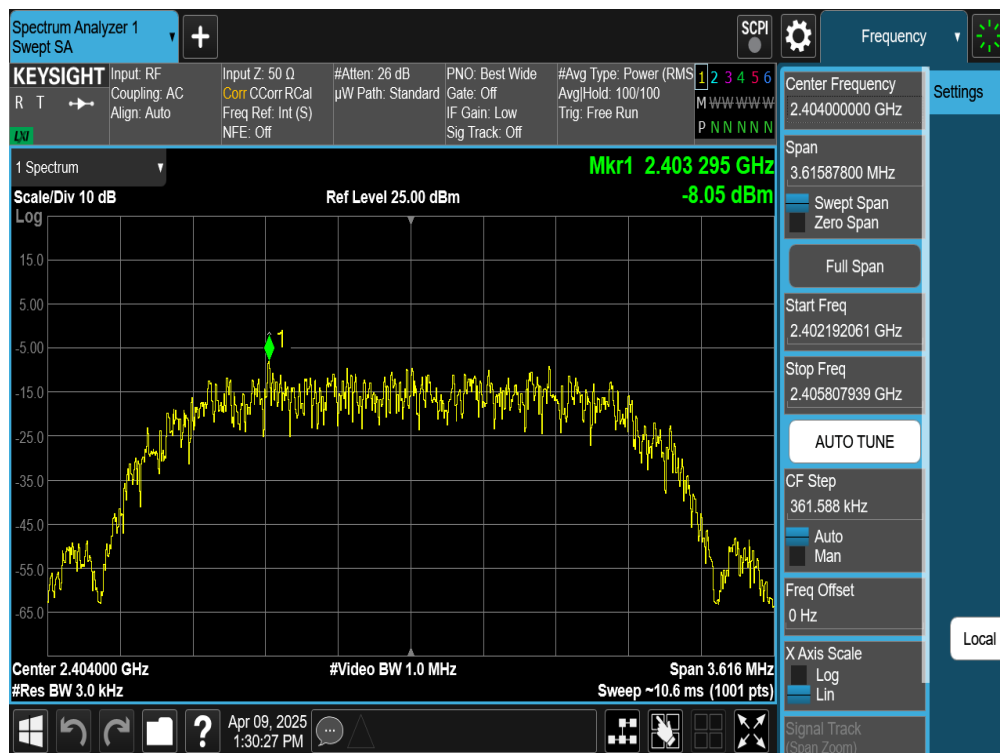 Spectrum Analyzer 1
Swept SA
+
SCPI
Frequency
KEYSIGHT
R T
LXI
Input: RF
Coupling: AC
Align: Auto
Input Z: 50 Ω
Corr CCorr RCal
Freq Ref: Int (S)
NFE: Off
#Atten: 26 dB
µW Path: Standard
PNO: Best Wide
Gate: Off
IF Gain: Low
Sig Track: Off
#Avg Type: Power (RMS
Avg|Hold: 100/100
Trig: Free Run
1 2 3 4 5 6
M W W W W W
P N N N N N
1 Spectrum
Mkr1 2.403 295 GHz
-8.05 dBm
Scale/Div 10 dB
Ref Level 25.00 dBm
Log
15.0
5.00
-5.00
-15.0
-25.0
-35.0
-45.0
-55.0
-65.0
1
Center 2.404000 GHz
#Video BW 1.0 MHz
Span 3.616 MHz
#Res BW 3.0 kHz
Sweep ~10.6 ms (1001 pts)
Center Frequency
2.404000000 GHz
Span
3.61587800 MHz
Swept Span
Zero Span
Full Span
Start Freq
2.402192061 GHz
Stop Freq
2.405807939 GHz
AUTO TUNE
CF Step
361.588 kHz
Auto
Man
Freq Offset
0 Hz
X Axis Scale
Log
Lin
Signal Track
(Span Zoom)
Settings
Local
?
Apr 09, 2025
1:30:27 PM